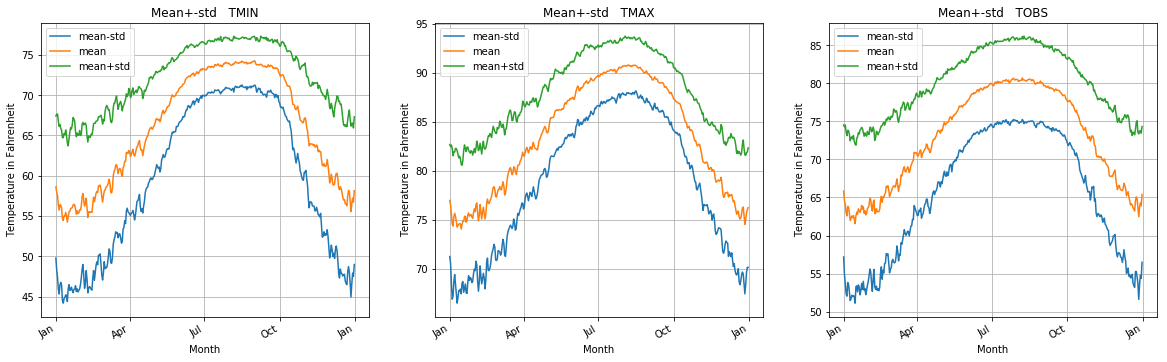 Mean+-std TMIN
mean-std
mean
mean+std
Temperature in Fahrenheit
75
70
65
60
55
50
45
Jan
Apr
Jul
Oct
Jan
Month
Mean+-std TMAX
mean-std
mean
mean+std
Temperature in Fahrenheit
95
90
85
80
75
70
Jan
Apr
Jul
Oct
Jan
Month
Mean+-std TOBS
mean-std
mean
mean+std
Temperature in Fahrenheit
85
80
75
70
65
60
55
50
Jan
Apr
Jul
Oct
Jan
Month